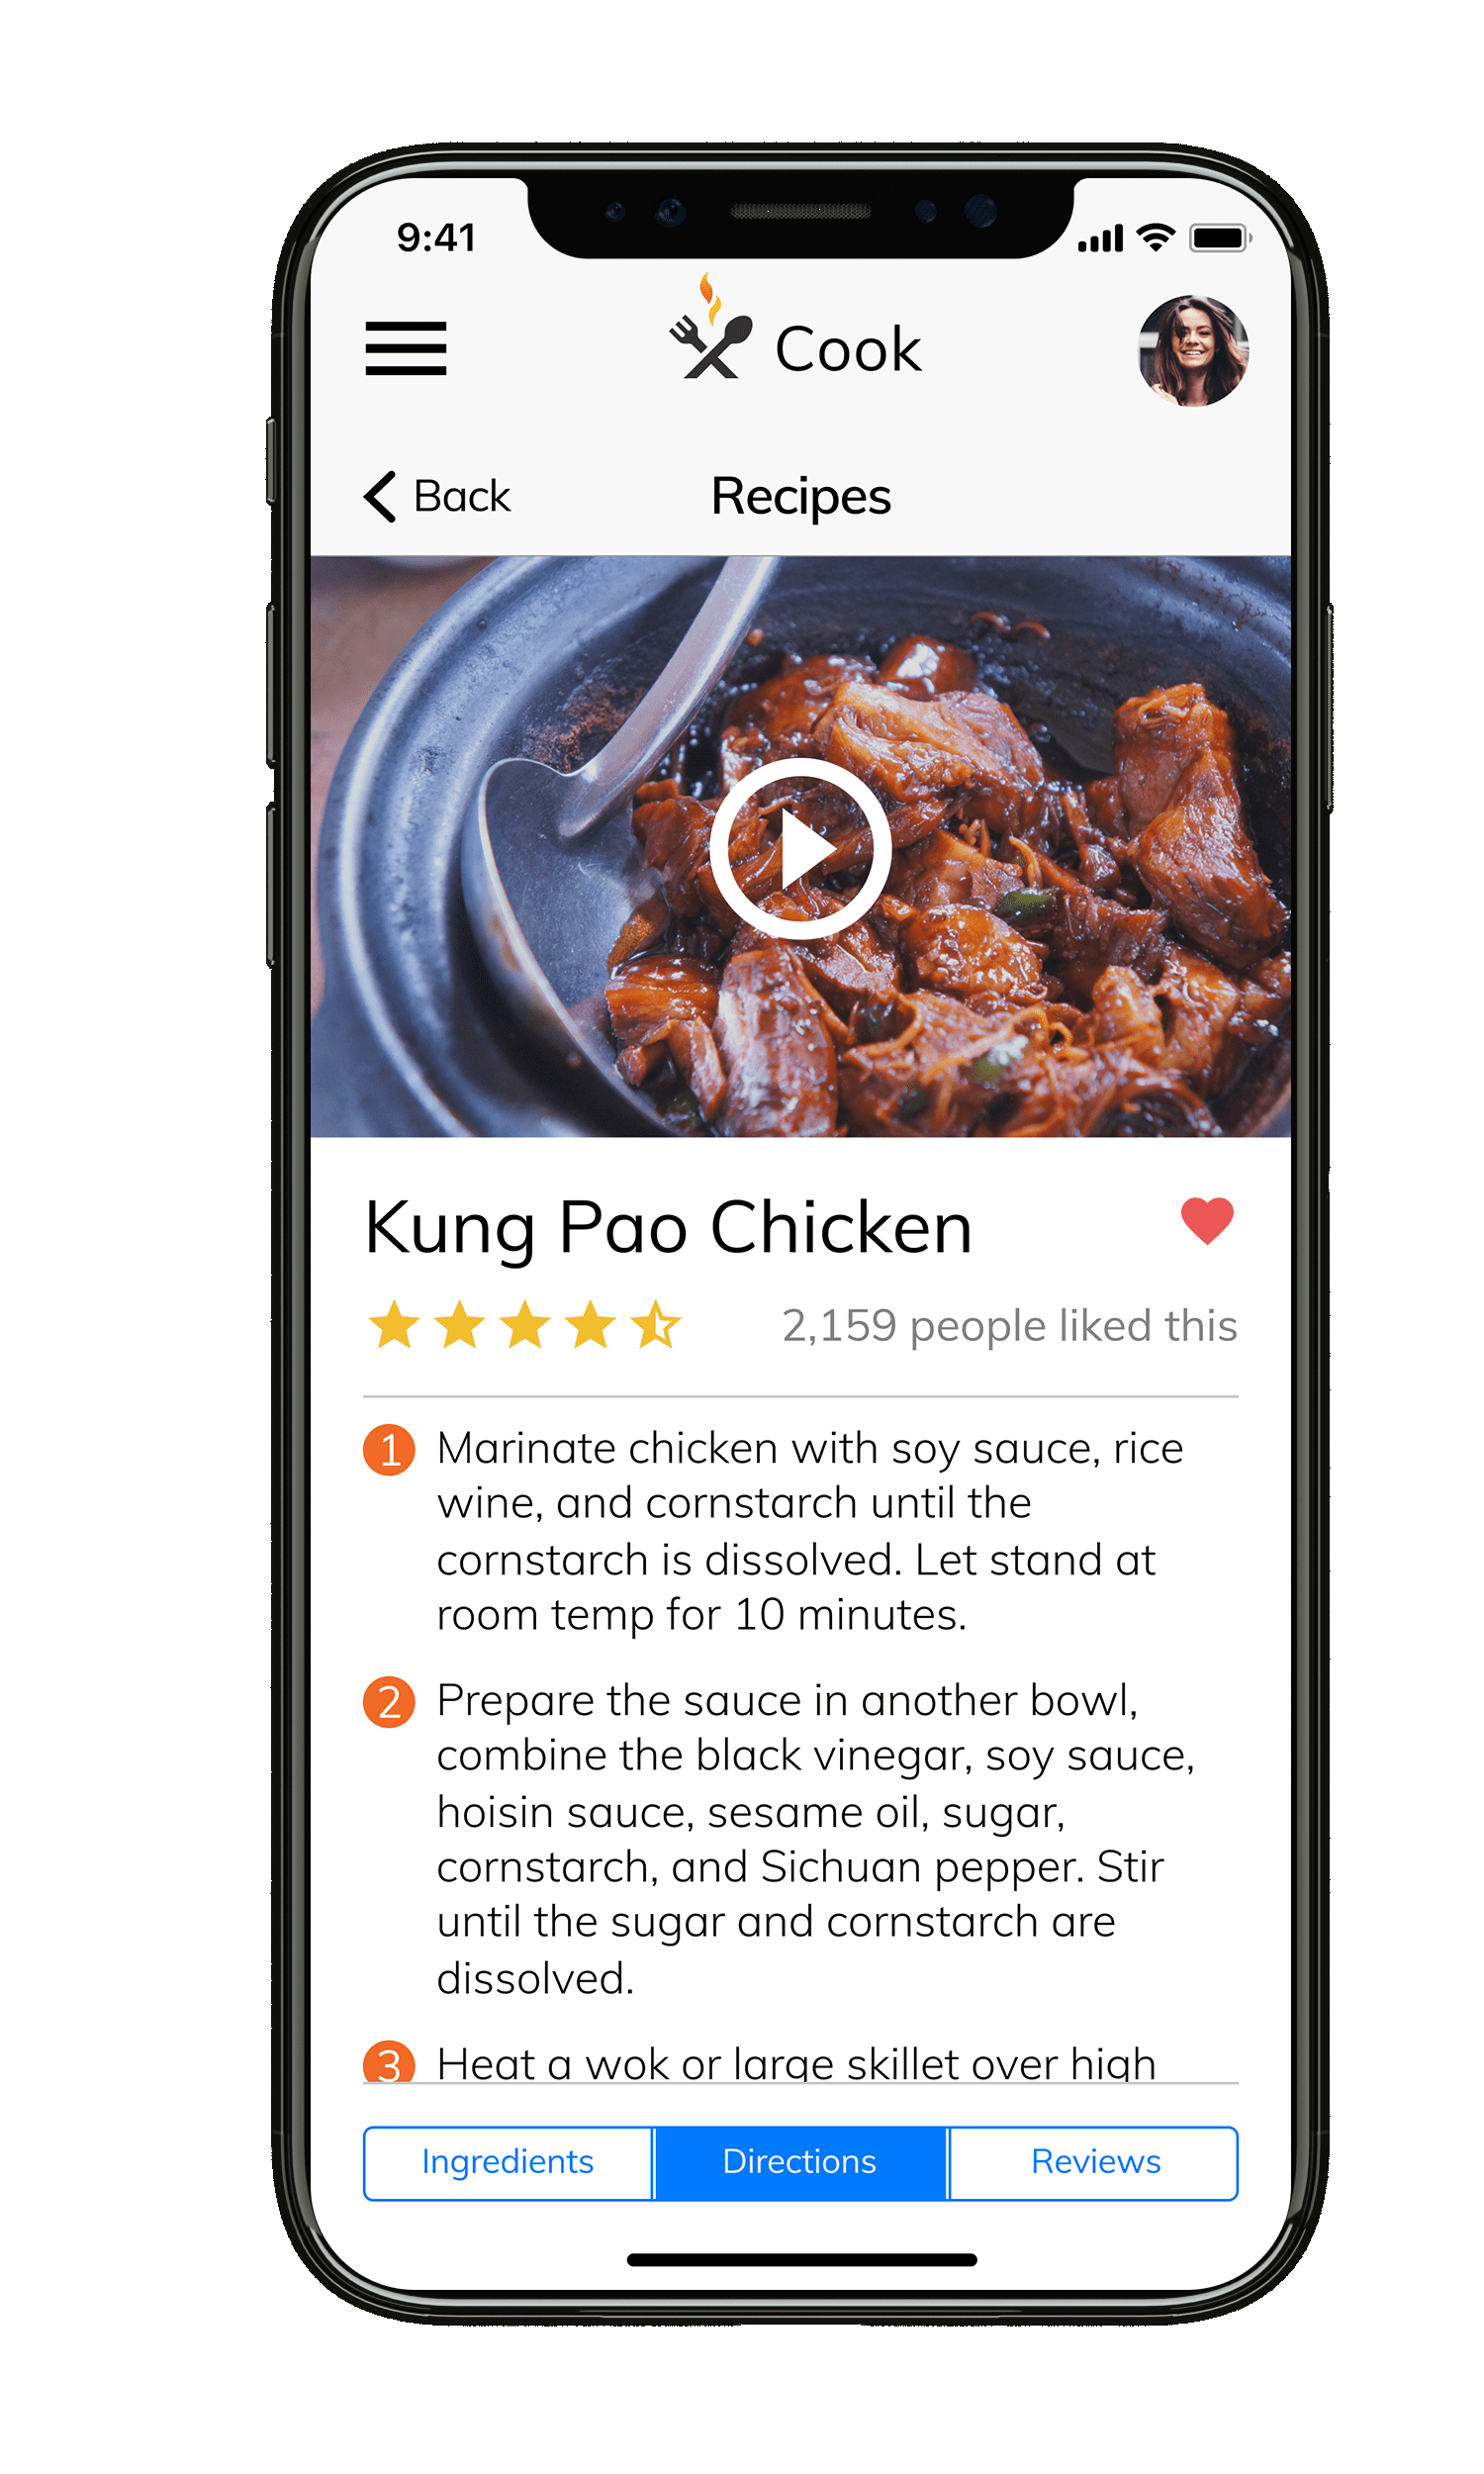 9:41
Cook
Back
Recipes
Kung Pao Chicken
2,159 people liked this
1 Marinate chicken with soy sauce, rice
wine, and cornstarch until the
cornstarch is dissolved. Let stand at
room temp for 10 minutes.
2 Prepare the sauce in another bowl,
combine the black vinegar, soy sauce,
hoisin sauce, sesame oil, sugar,
cornstarch, and Sichuan pepper. Stir
until the sugar and cornstarch are
dissolved.
3 Heat a wok or large skillet over high
Ingredients
Directions
Reviews